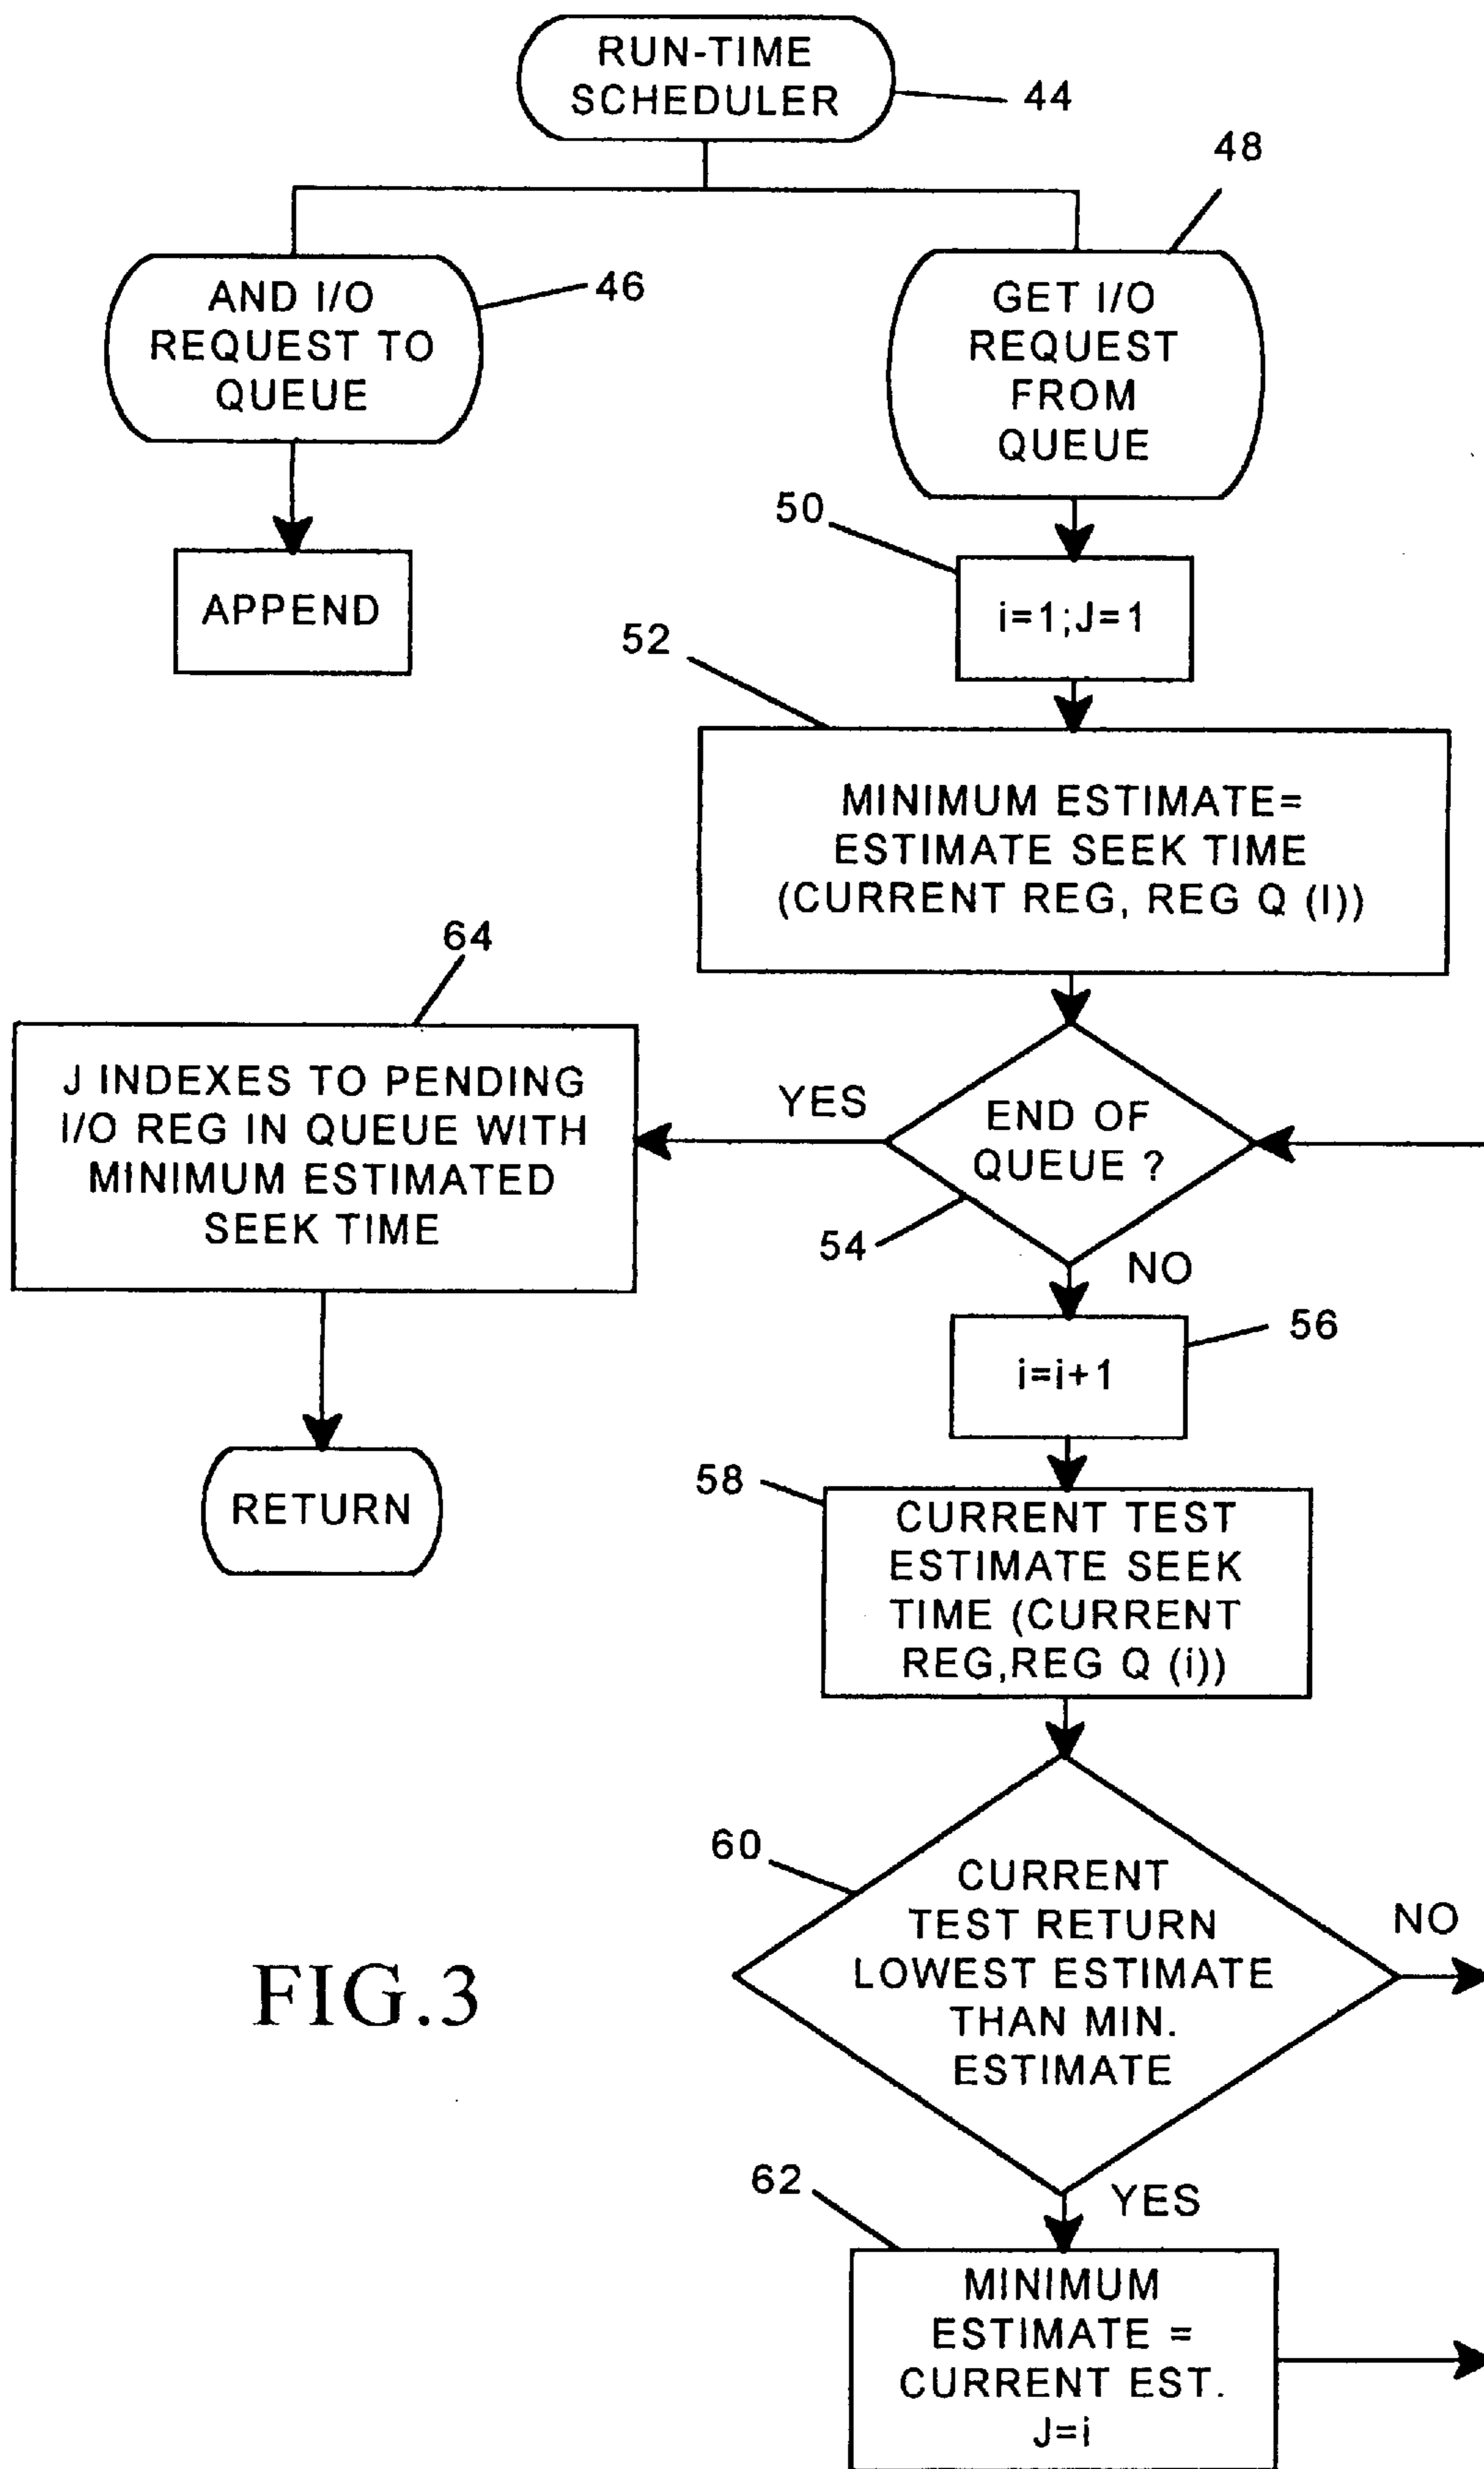 RUN-TIME
SCHEDULER
44
48
AND I/O
REQUEST TO
QUEUE
46
GET I/O
REQUEST
FROM
QUEUE
APPEND
50
i=1;J=1
52
MINIMUM ESTIMATE=
ESTIMATE SEEK TIME
(CURRENT REG, REG Q (I))
64
J INDEXES TO PENDING
I/O REG IN QUEUE WITH
MINIMUM ESTIMATED
SEEK TIME
YES
END OF
QUEUE ?
54
NO
RETURN
56
i=i+1
58
CURRENT TEST
ESTIMATE SEEK
TIME (CURRENT
REG,REG Q (i))
60
CURRENT
TEST RETURN
LOWEST ESTIMATE
THAN MIN.
ESTIMATE
NO
FIG.3
YES
62
MINIMUM
ESTIMATE =
CURRENT EST.
J=i